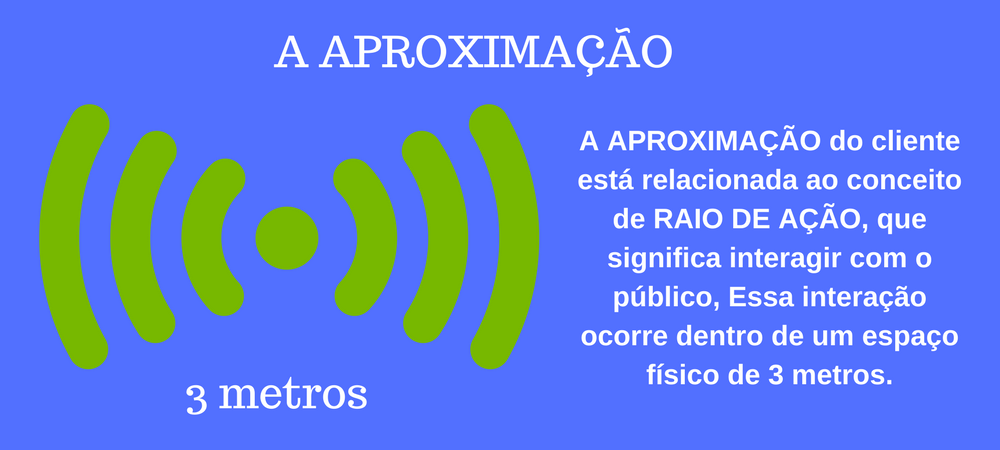 A APROXIMAÇÃO
A APROXIMAÇÃO do cliente
está relacionada ao conceito
de RAIO DE AÇÃO, que
significa interagir com o
público, Essa interação
ocorre dentro de um espaço
físico de 3 metros.
3 metros